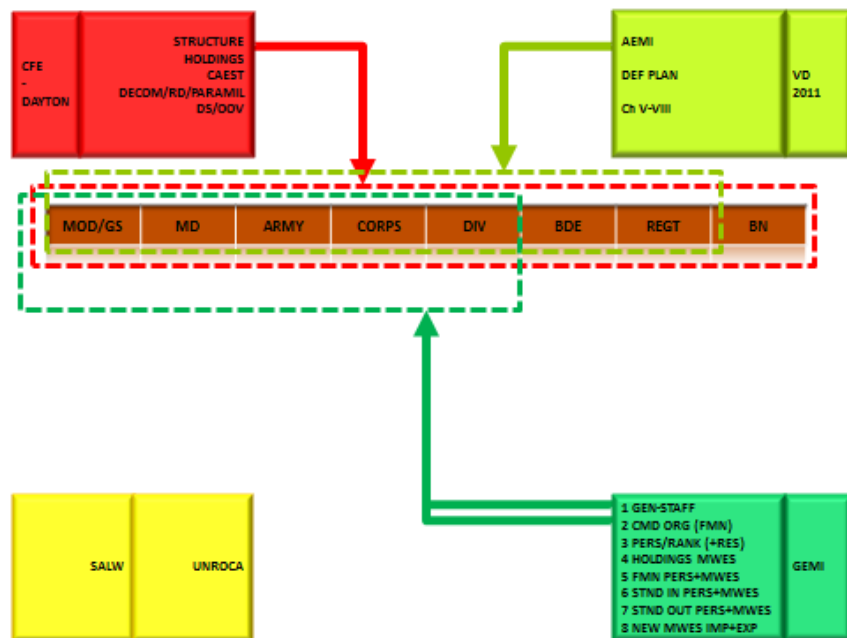 CFE
-
DAYTON
STRUCTURE
HOLDINGS
CAEST
DECOM/RD/PARAMIL
DS/OOV
AEMI
DEF PLAN
Ch V-VIII
VD
2011
MOD/GS MD ARMY CORPS DIV BDE REGT BN
SALW
UNROCA
1 GEN-STAFF
2 CMD ORG (FMN)
3 PERS/RANK (+RES)
4 HOLDINGS MWES
5 FMN PERS+MWES
6 STND IN PERS+MWES
7 STND OUT PERS+MWES
8 NEW MWES IMP+EXP
GEMI